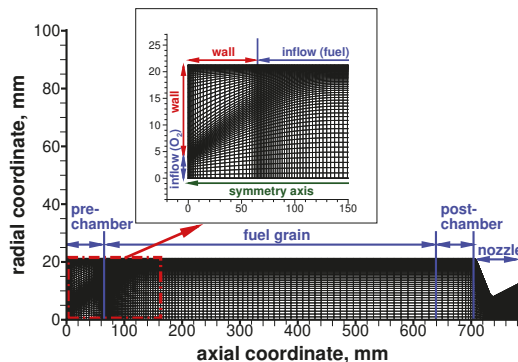 100
80
60
40
20
0
radial coordinate, mm
0
100
200
300
400
500
600
700
axial coordinate, mm
pre-
chamber
fuel grain
post-
chamber
nozzle
25
20
15
10
5
0
0
50
100
150
wall
inflow (fuel)
wall
inflow (O2)
symmetry axis